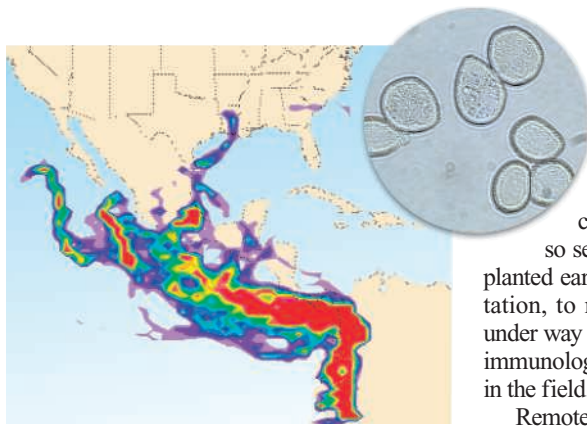 c
so se
planted ear
tation, to r
under way
immunolog
in the field
Remote